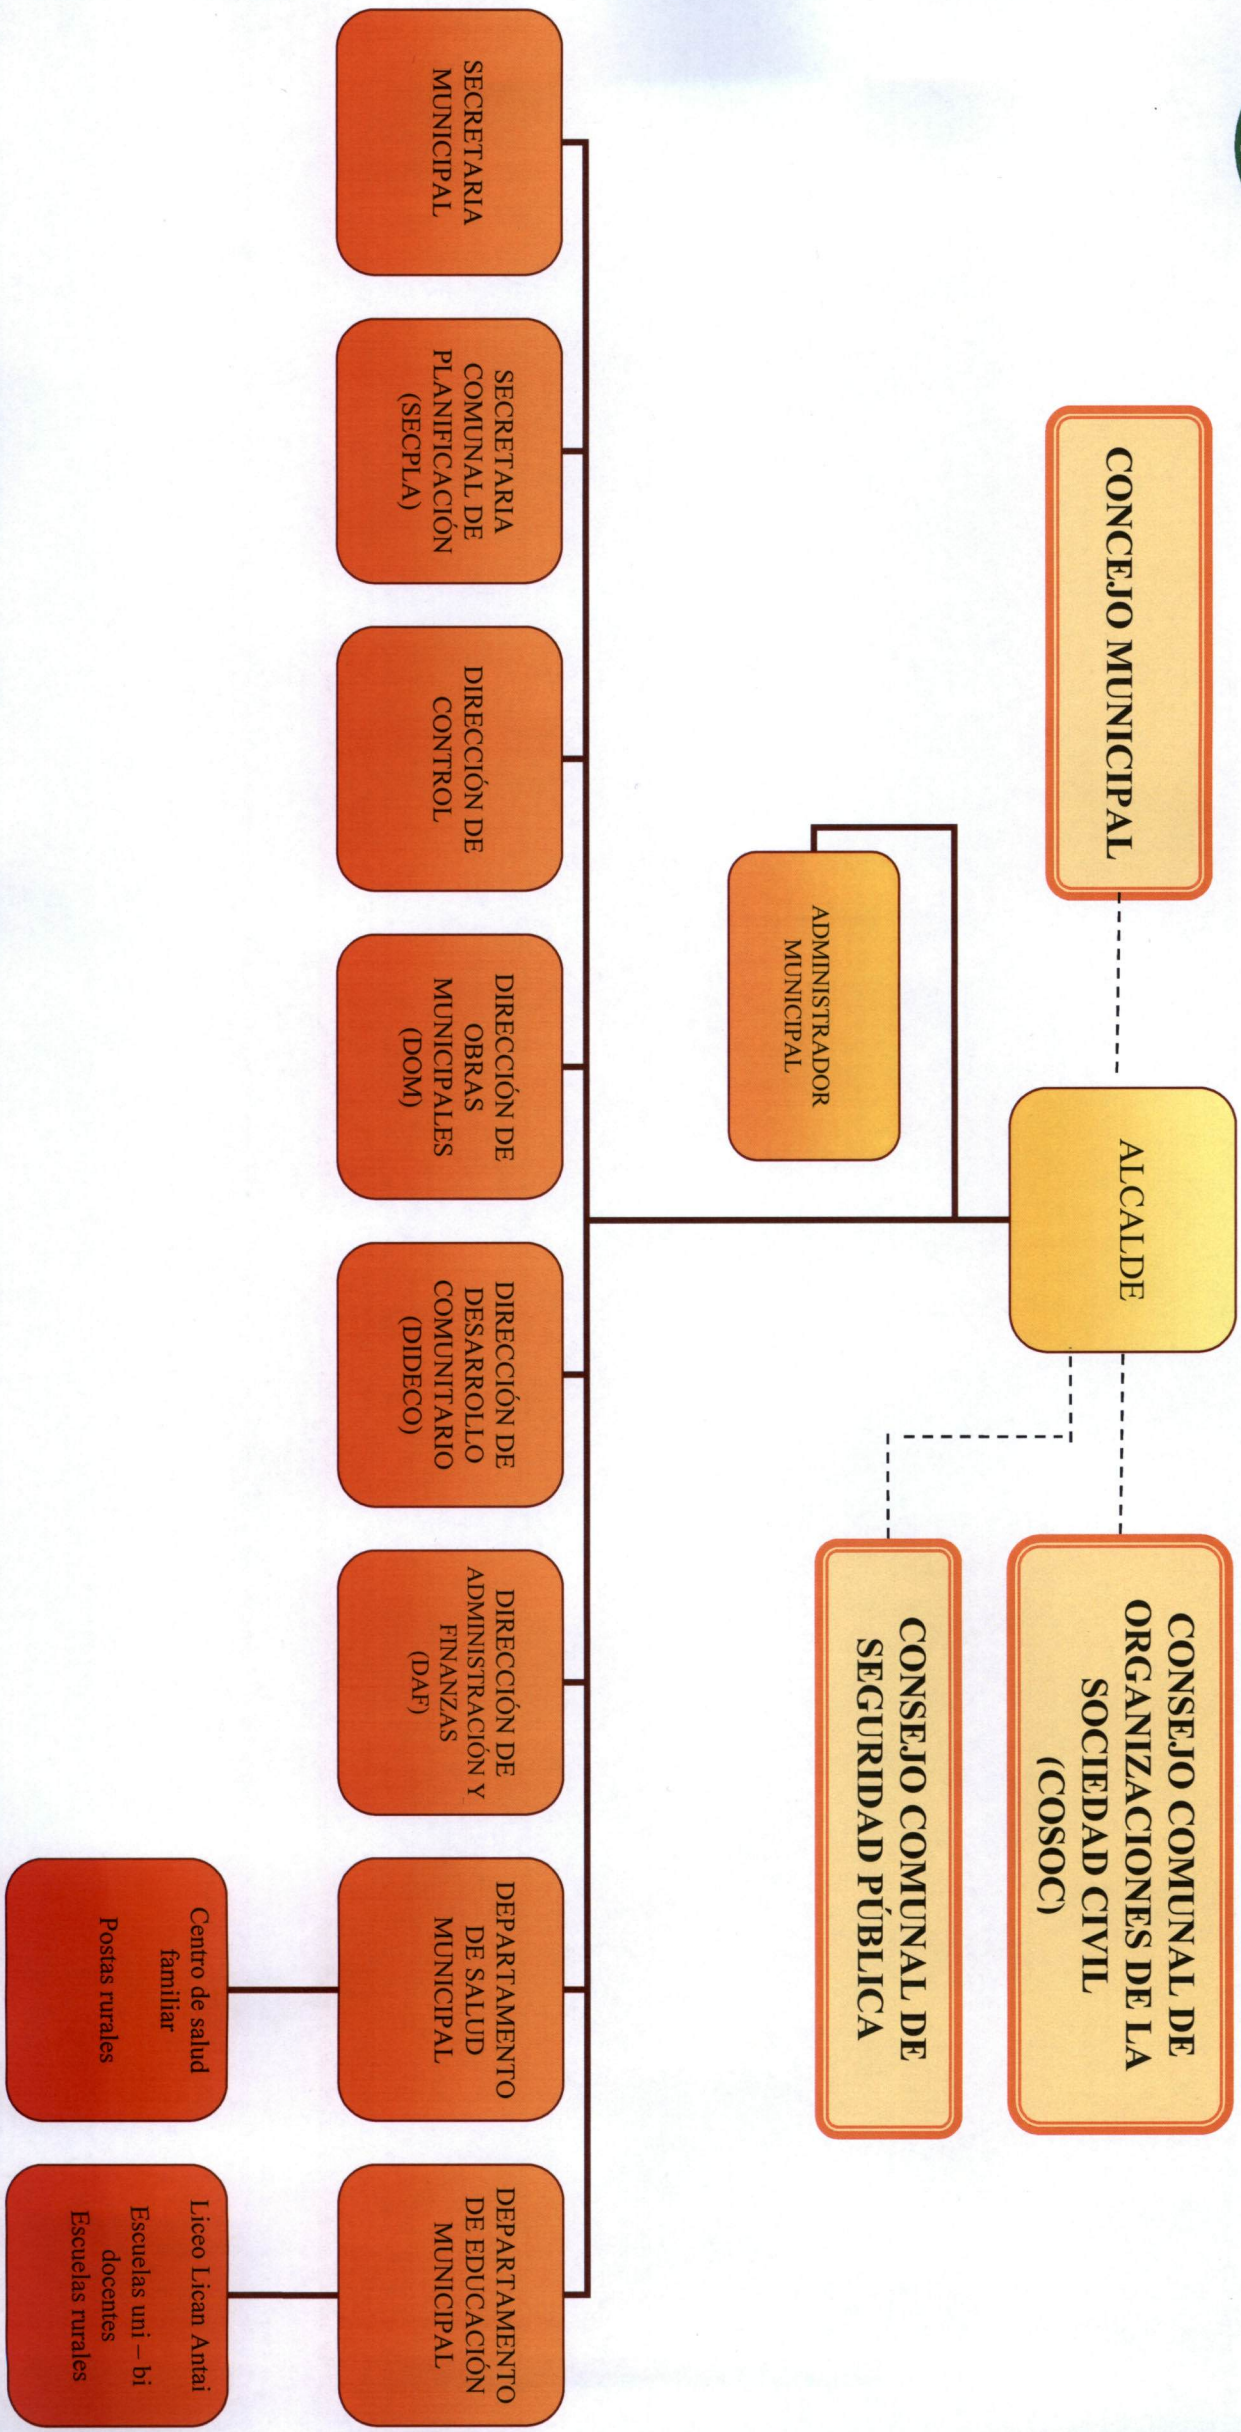 CONCEJO MUNICIPAL
ALCALDE
CONSEJO COMUNAL DE
ORGANIZACIONES DE LA
SOCIEDAD CIVIL
(COSOC)
CONSEJO COMUNAL DE
SEGURIDAD PÚBLICA
ADMINISTRADOR
MUNICIPAL
SECRETARIA
MUNICIPAL
SECRETARIA
COMUNAL DE
PLANIFICACIÓN
(SECPLA)
DIRECCIÓN DE
CONTROL
DIRECCIÓN DE
OBRAS
MUNICIPALES
(DOM)
DIRECCIÓN DE
DESARROLLO
COMUNITARIO
(DIDECO)
DIRECCIÓN DE
ADMINISTRACIÓN Y
FINANZAS
(DAF)
DEPARTAMENTO
DE SALUD
MUNICIPAL
DEPARTAMENTO
DE EDUCACIÓN
MUNICIPAL
Centro de salud
familiar
Postas rurales
Liceo Lican Antai
Escuelas uni – bi
docentes
Escuelas rurales